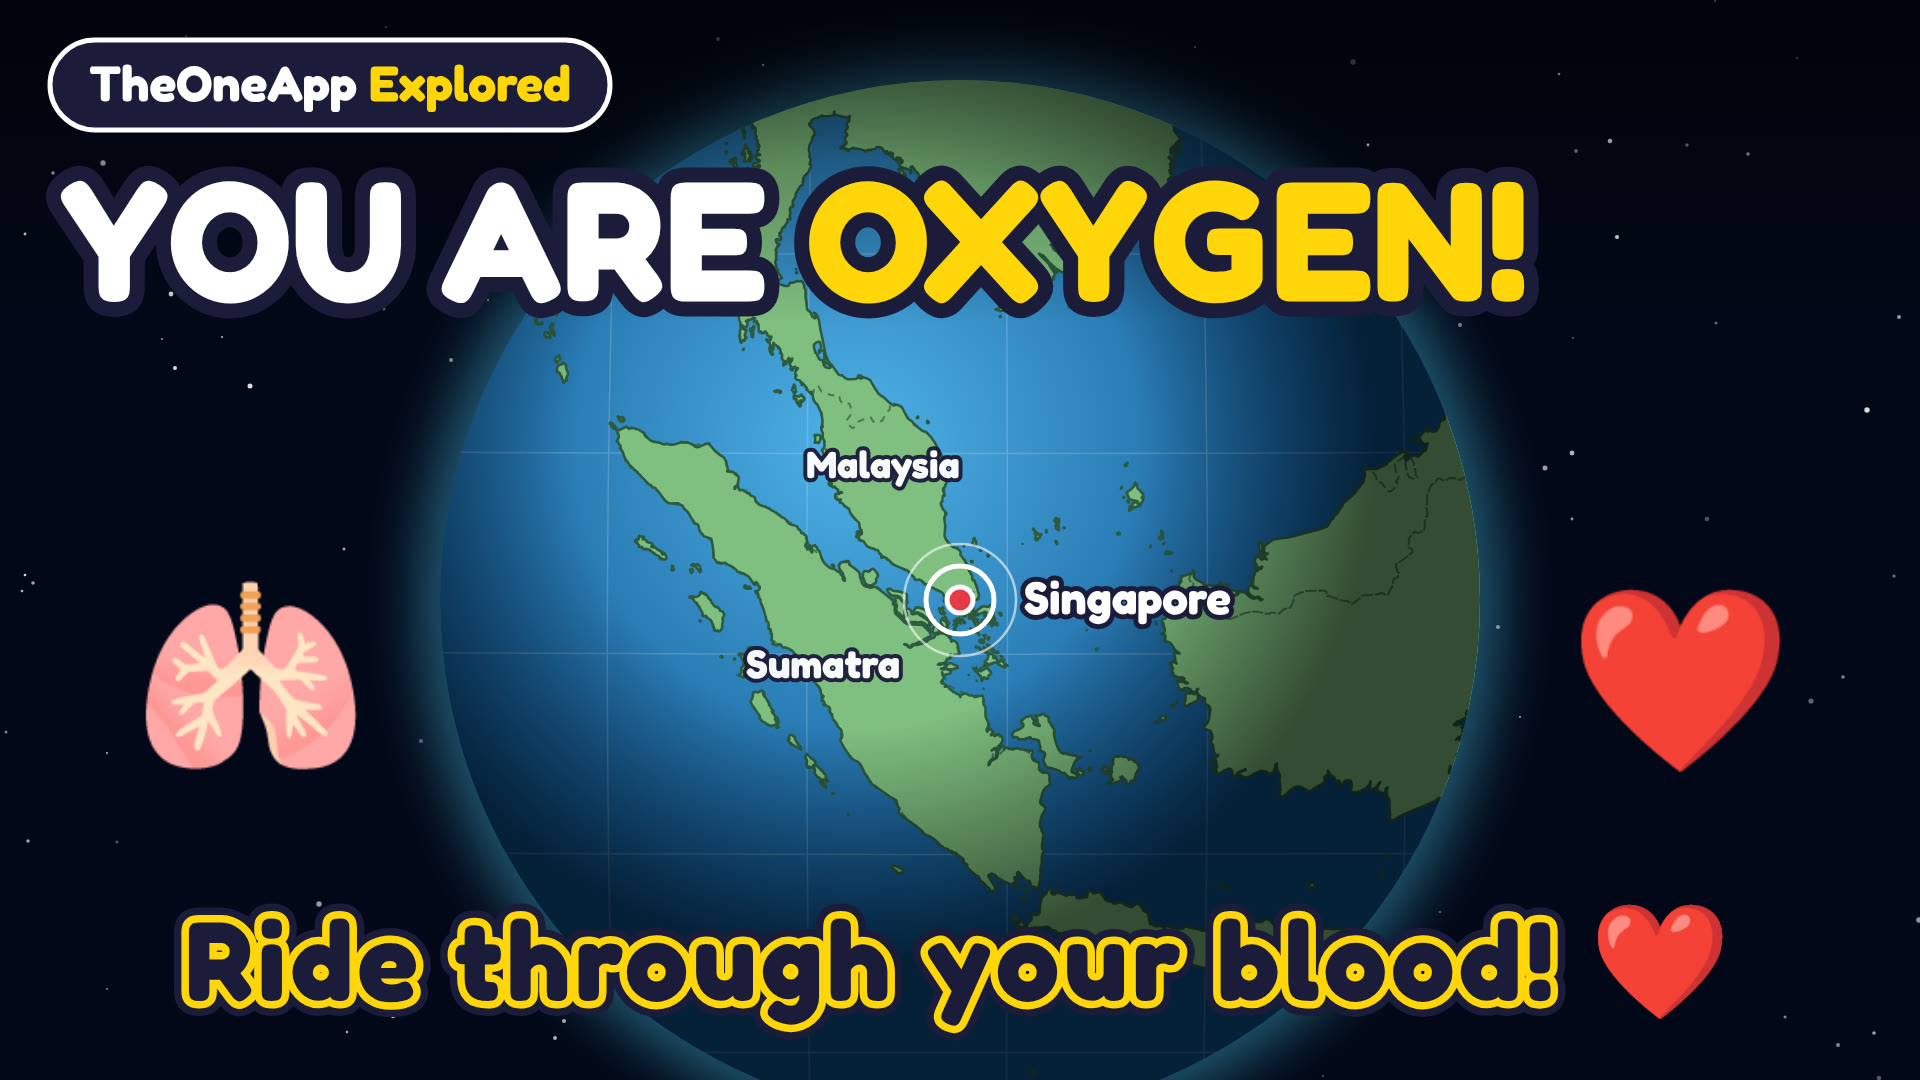 TheOneApp Explored
YOU ARE OXYGEN!
Malaysia
Singapore
Sumatra
Ride through your blood!